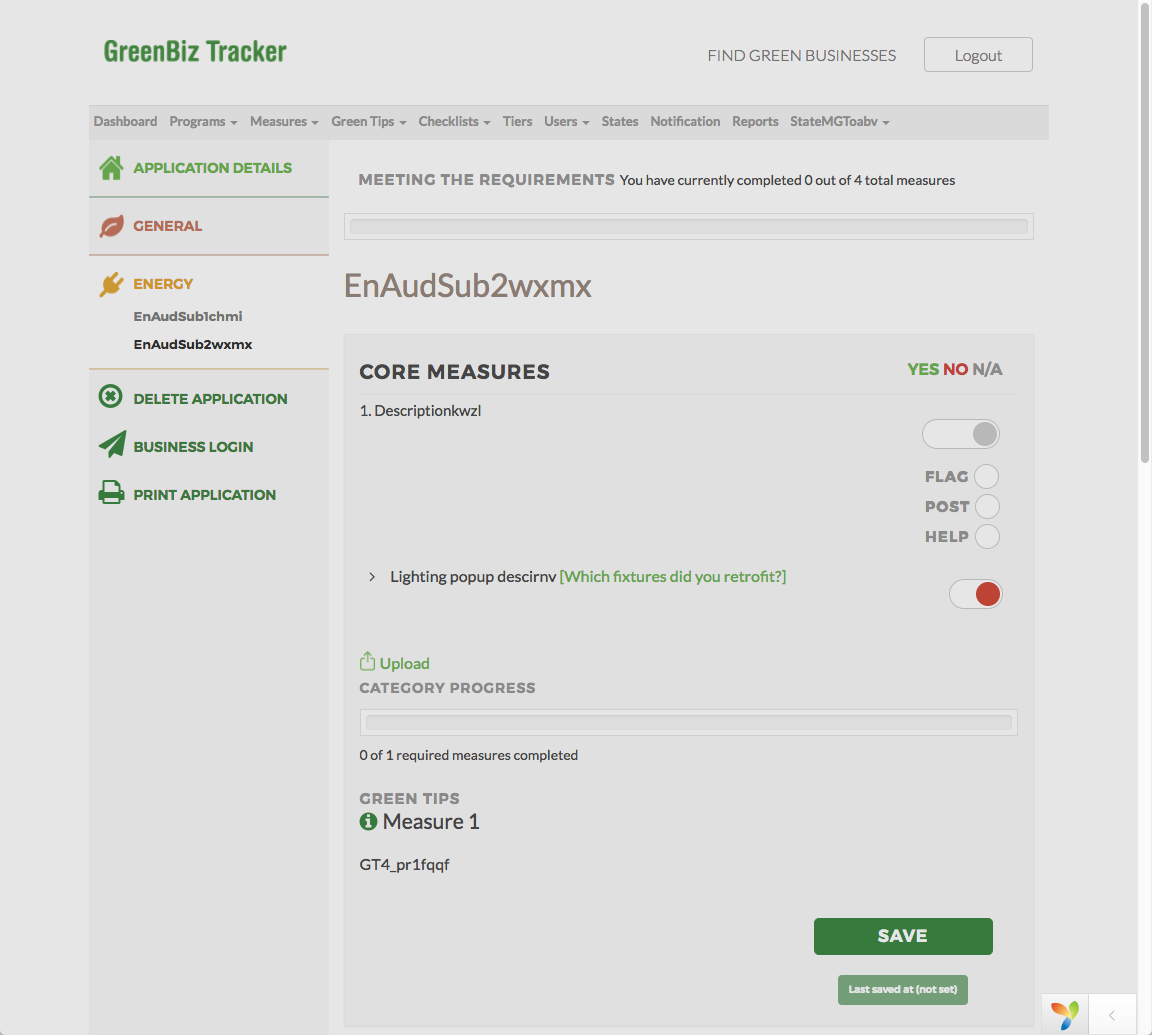 GreenBiz Tracker
FIND GREEN BUSINESSES
Logout
Dashboard Programs Measures Green Tips Checklists Tiers Users States Notification Reports StateMGToabv
APPLICATION DETAILS
GENERAL
ENERGY
EnAudSub1chmi
EnAudSub2wxmx
DELETE APPLICATION
BUSINESS LOGIN
PRINT APPLICATION
MEETING THE REQUIREMENTS You have currently completed 0 out of 4 total measures
EnAudSub2wxmx
CORE MEASURES
YES NO N/A
1. Descriptionkwzl
FLAG
POST
HELP
Lighting popup descirnv [Which fixtures did you retrofit?]
Upload
CATEGORY PROGRESS
0 of 1 required measures completed
GREEN TIPS
Measure 1
GT4_pr1fqqf
SAVE
Last saved at (not set)